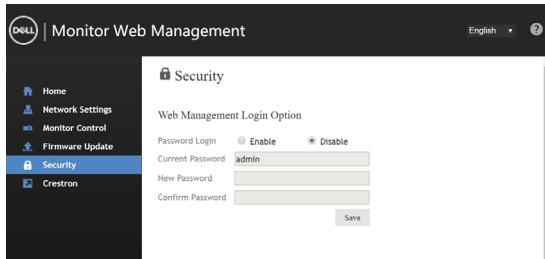 DELL | Monitor Web Management
English
?
Home
Network Settings
Monitor Control
Firmware Update
Security
Crestron
Security
Web Management Login Option
Password Login Enable Disable
Current Password admin
New Password
Confirm Password
Save